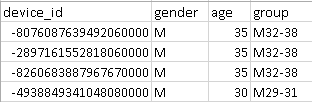 device_id gender age group
-8076087639492060000 M 35 M32-38
-2897161552818060000 M 35 M32-38
-8260683887967670000 M 35 M32-38
-4938849341048080000 M 30 M29-31